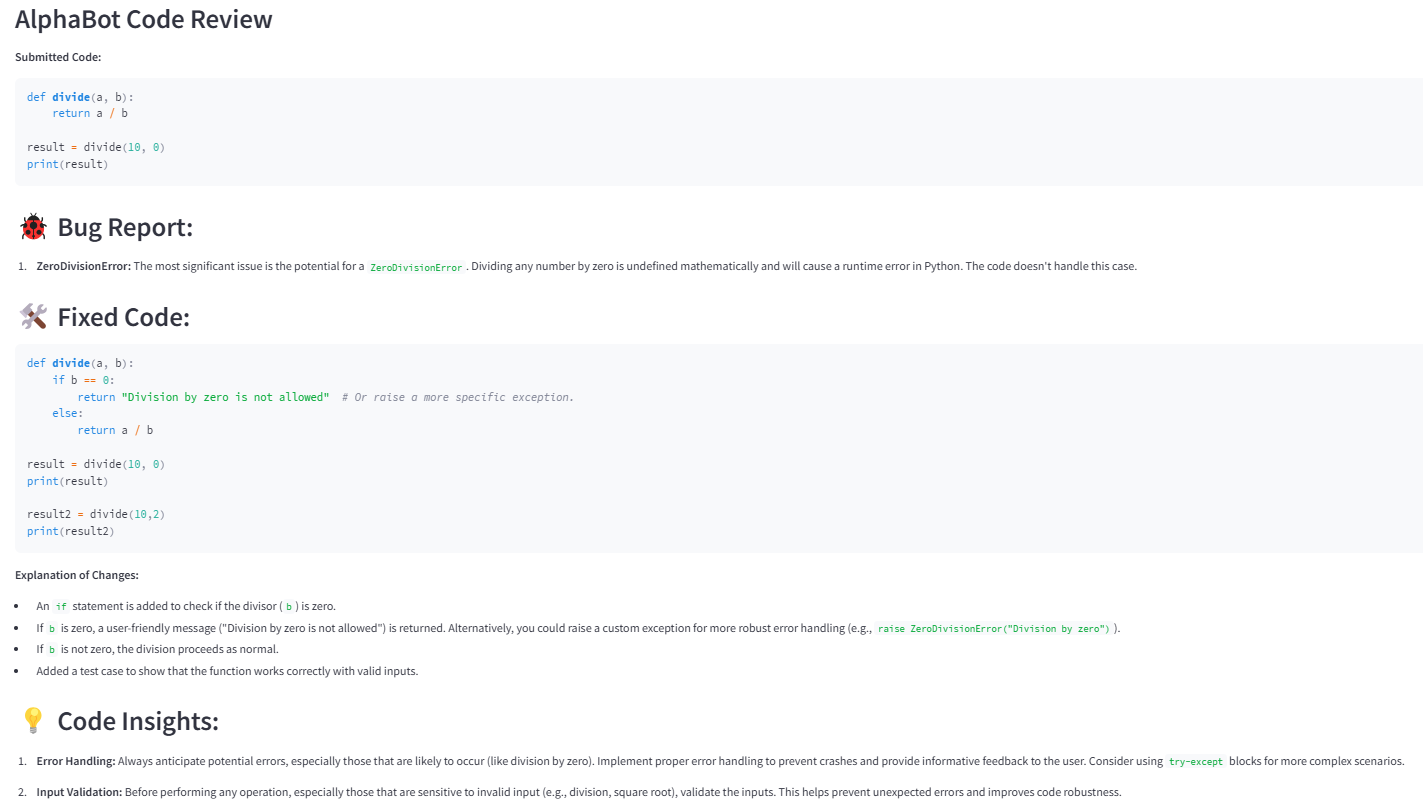 AlphaBot Code Review
Submitted Code:
def divide(a, b):
    return a / b
result = divide(10, 0)
print(result)
Bug Report:
1. ZeroDivisionError: The most significant issue is the potential for a ZeroDivisionError. Dividing any number by zero is undefined mathematically and will cause a runtime error in Python. The code doesn't handle this case.
Fixed Code:
def divide(a, b):
    if b == 0:
        return "Division by zero is not allowed"  # Or raise a more specific exception.
    else:
        return a / b
result = divide(10, 0)
print(result)
result2 = divide(10,2)
print(result2)
Explanation of Changes:
• An if statement is added to check if the divisor ( b ) is zero.
• If b is zero, a user-friendly message ("Division by zero is not allowed") is returned. Alternatively, you could raise a custom exception for more robust error handling (e.g., raise ZeroDivisionError("Division by zero") ).
• If b is not zero, the division proceeds as normal.
• Added a test case to show that the function works correctly with valid inputs.
Code Insights:
1. Error Handling: Always anticipate potential errors, especially those that are likely to occur (like division by zero). Implement proper error handling to prevent crashes and provide informative feedback to the user. Consider using try-except blocks for more complex scenarios.
2. Input Validation: Before performing any operation, especially those that are sensitive to invalid input (e.g., division, square root), validate the inputs. This helps prevent unexpected errors and improves code robustness.